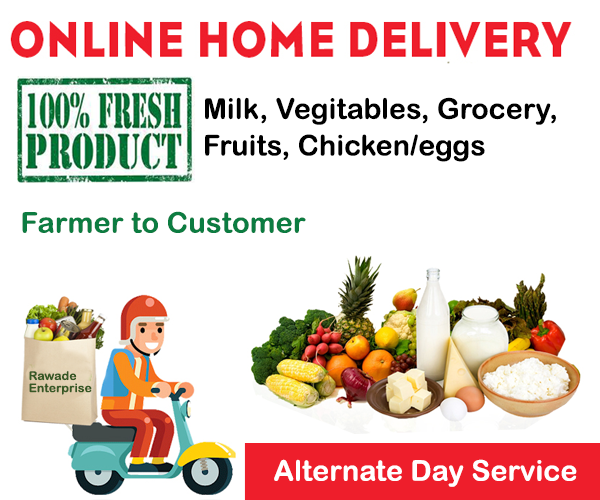 ONLINE HOME DELIVERY
100% FRESH
PRODUCT
Milk, Vegitables, Grocery,
Fruits, Chicken/eggs
Farmer to Customer
Rawade
Enterprise
Alternate Day Service